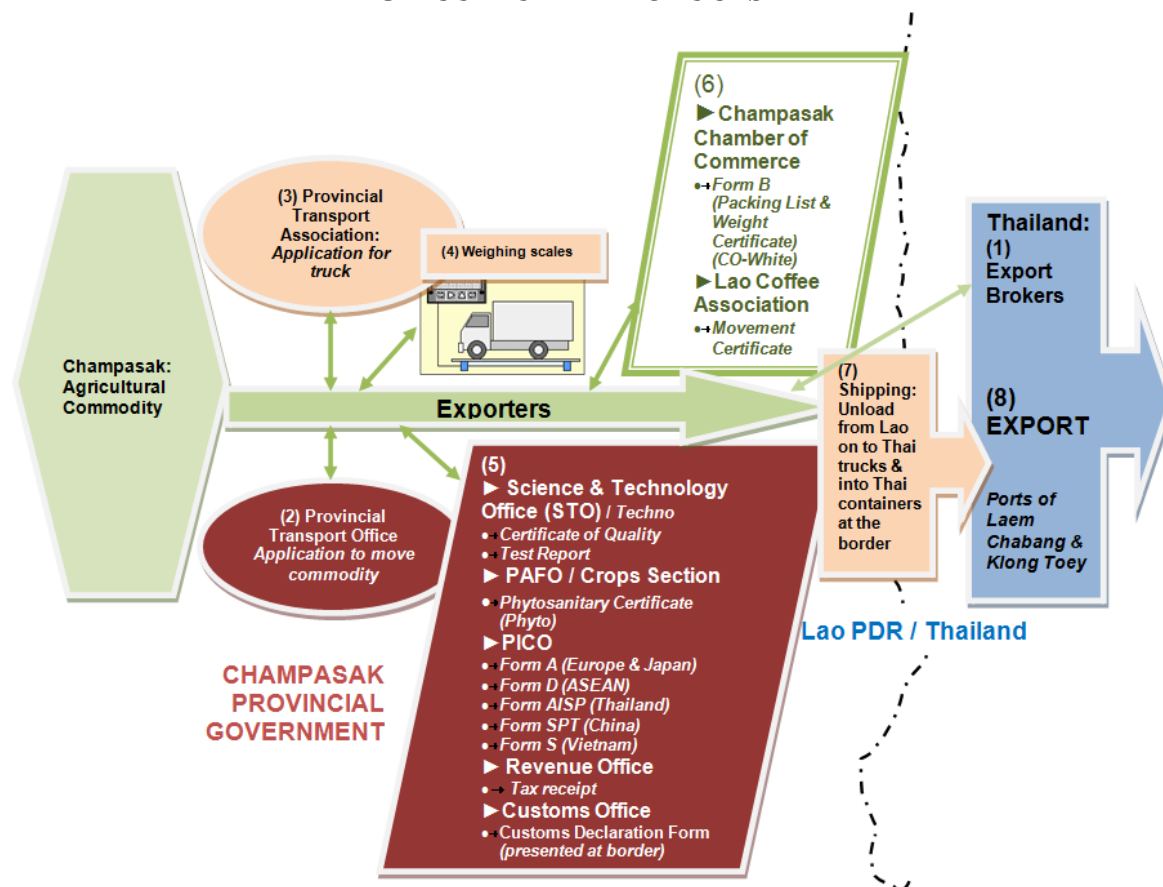 Champasak:
Agricultural
Commodity
(3) Provincial
Transport
Association:
Application for
truck
(4) Weighing scales
Exporters
(2) Provincial
Transport Office
Application to move
commodity
CHAMPASAK
PROVINCIAL
GOVERNMENT
(6)
►Champasak
Chamber of
Commerce
●→Form B
(Packing List &
Weight
Certificate)
(CO-White)
►Lao Coffee
Association
●→Movement
Certificate
(5)
► Science & Technology
Office (STO) / Techno
●→Certificate of Quality
●→Test Report
► PAFO / Crops Section
●→Phytosanitary Certificate
(Phyto)
►PICO
●→Form A (Europe & Japan)
●→Form D (ASEAN)
●→Form AISP (Thailand)
●→Form SPT (China)
●→Form S (Vietnam)
► Revenue Office
●→ Tax receipt
►Customs Office
●→Customs Declaration Form
(presented at border)
(7)
Shipping:
Unload
from Lao
on to Thai
trucks &
into Thai
containers
at the
border
Lao PDR / Thailand
Thailand:
(1)
Export
Brokers
(8)
EXPORT
Ports of
Laem
Chabang &
Klong Toey